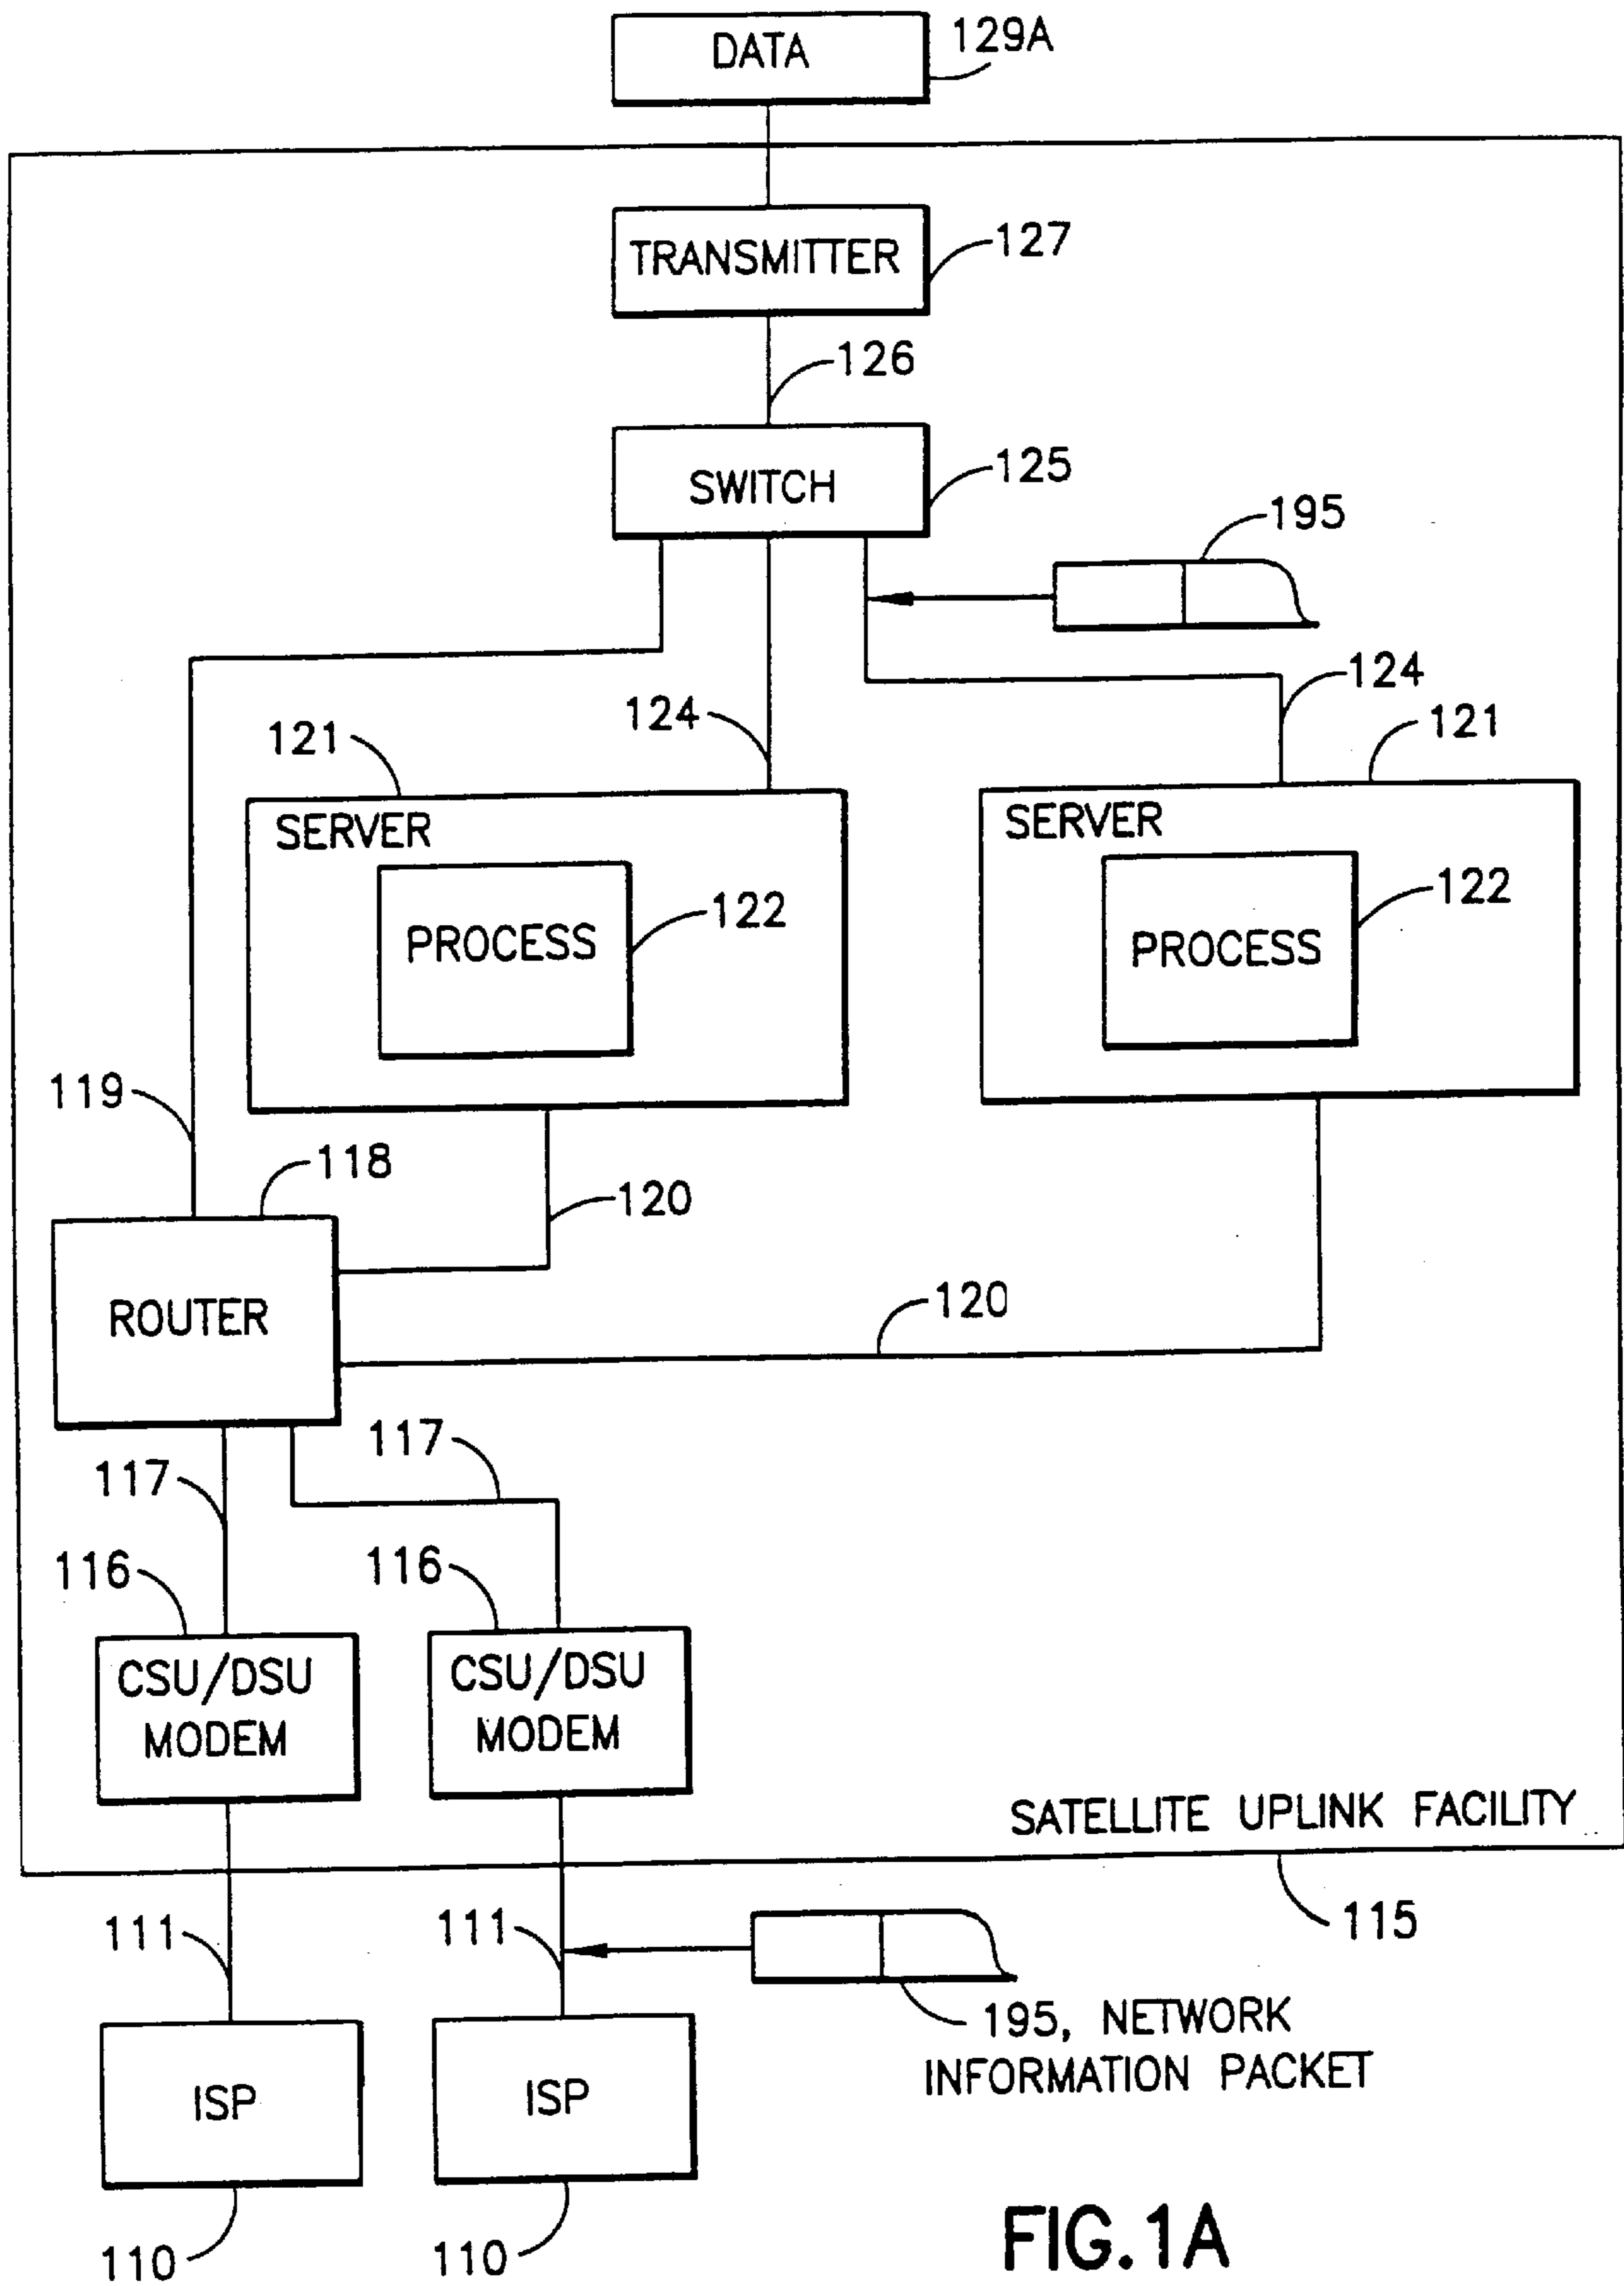 DATA
129A
TRANSMITTER
127
126
SWITCH
125
195
124
124
121
121
SERVER
SERVER
PROCESS
122
PROCESS
122
119
118
120
ROUTER
120
117
117
116
116
CSU/DSU
MODEM
CSU/DSU
MODEM
SATELLITE UPLINK FACILITY
115
111
111
195, NETWORK
INFORMATION PACKET
ISP
ISP
110
110
FIG.1A